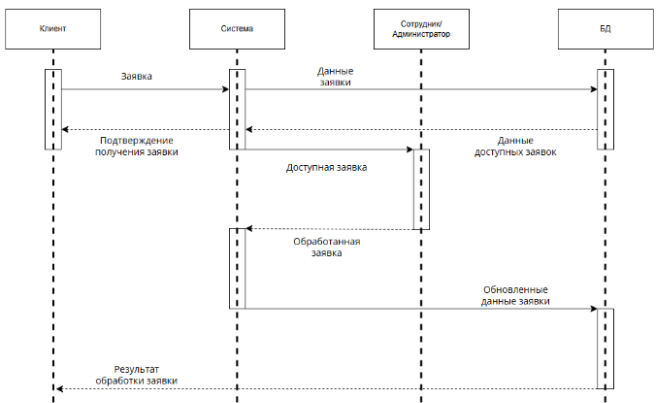 Клиент
Система
Сотрудник/
Администратор
БД
Заявка
Данные
заявки
Подтверждение
получения заявки
Данные
доступных заявок
Доступная заявка
Обработанная
заявка
Обновленные
данные заявки
Результат
обработки заявки